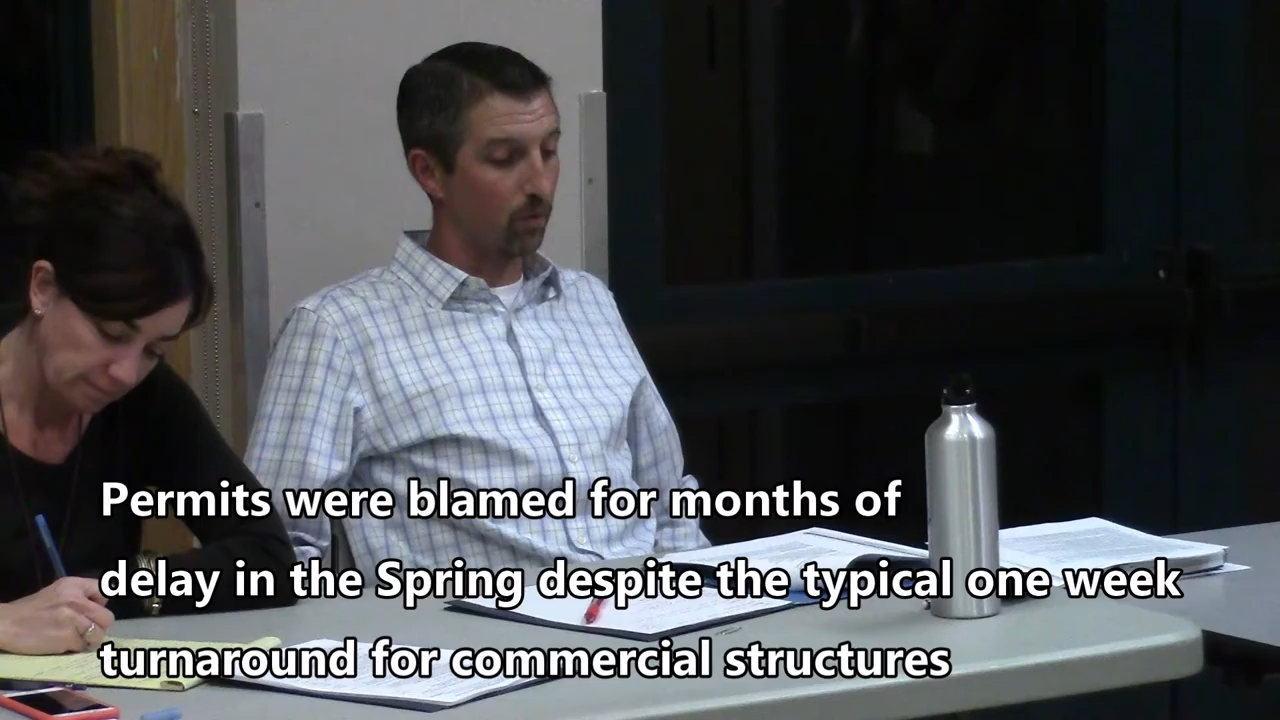 Permits were blamed for months of
delay in the Spring despite the typical one week
turnaround for commercial structures